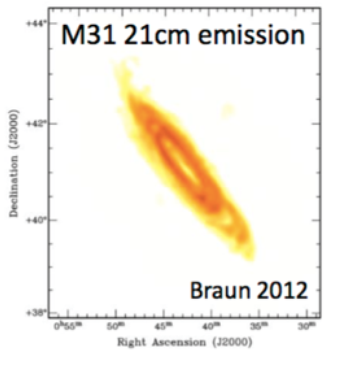 M31 21cm emission
+44°
+42°
+40°
+38°
Declination (J2000)
Braun 2012
0ʰ55ᵐ 50ᵐ 45ᵐ 40ᵐ 35ᵐ 30ᵐ
Right Ascension (J2000)